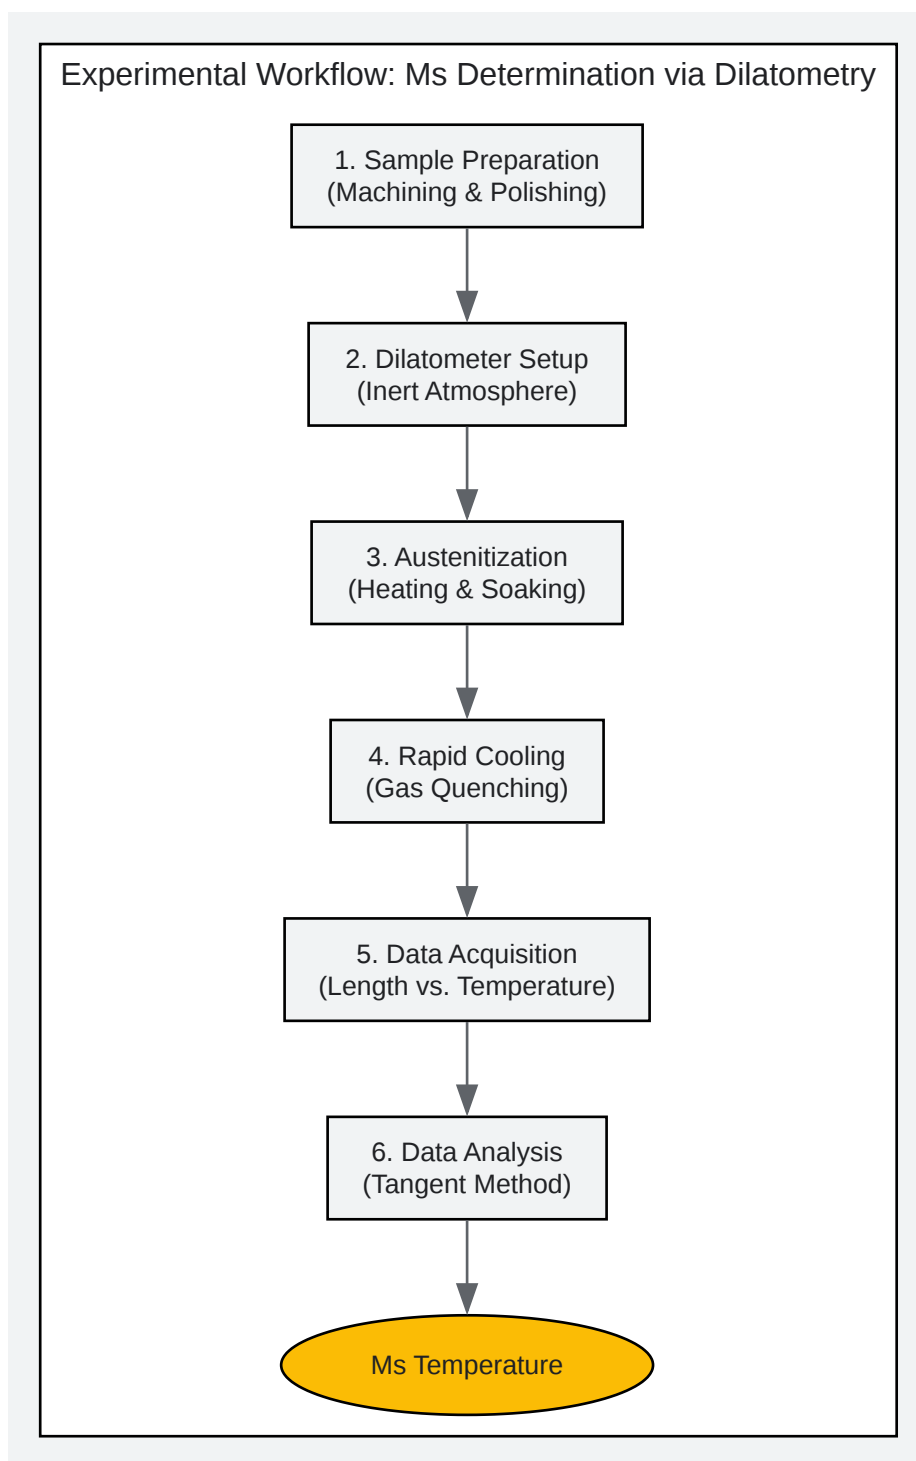 Experimental Workflow: Ms Determination via Dilatometry
1. Sample Preparation
(Machining & Polishing)
2. Dilatometer Setup
(Inert Atmosphere)
3. Austenitization
(Heating & Soaking)
4. Rapid Cooling
(Gas Quenching)
5. Data Acquisition
(Length vs. Temperature)
6. Data Analysis
(Tangent Method)
Ms Temperature